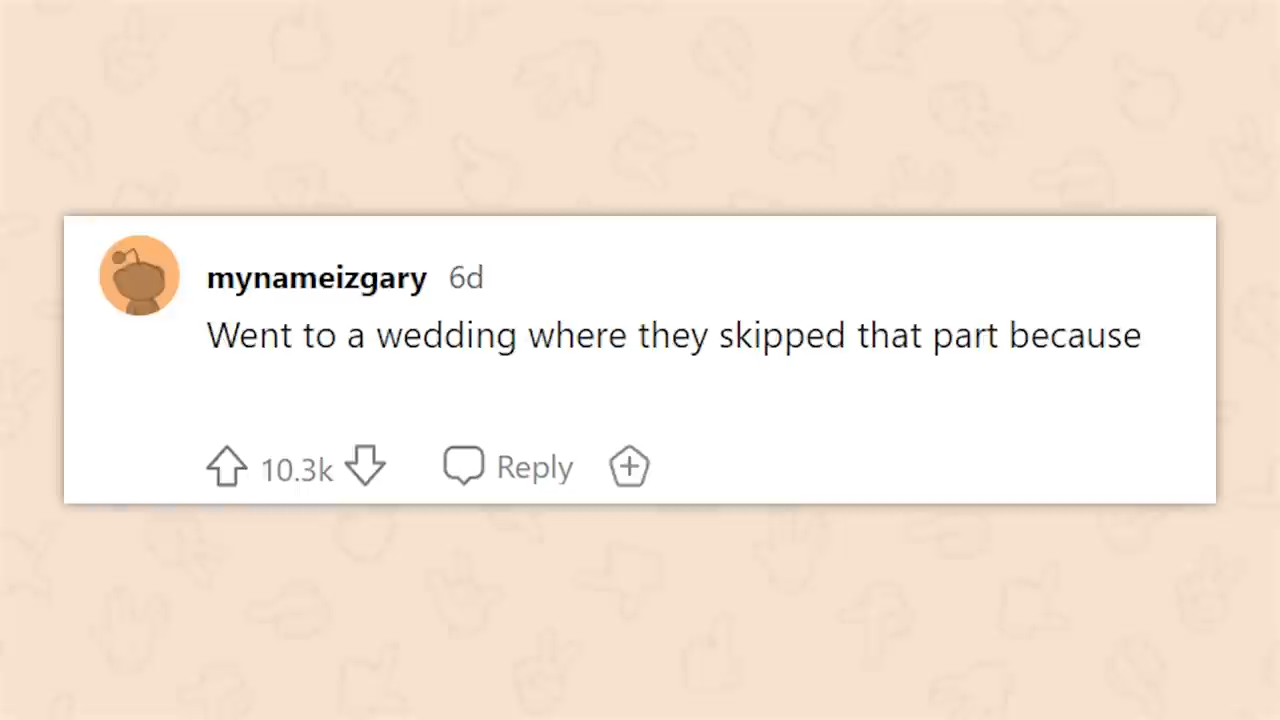 mynameizgary 6d
Went to a wedding where they skipped that part because
10.3k Reply